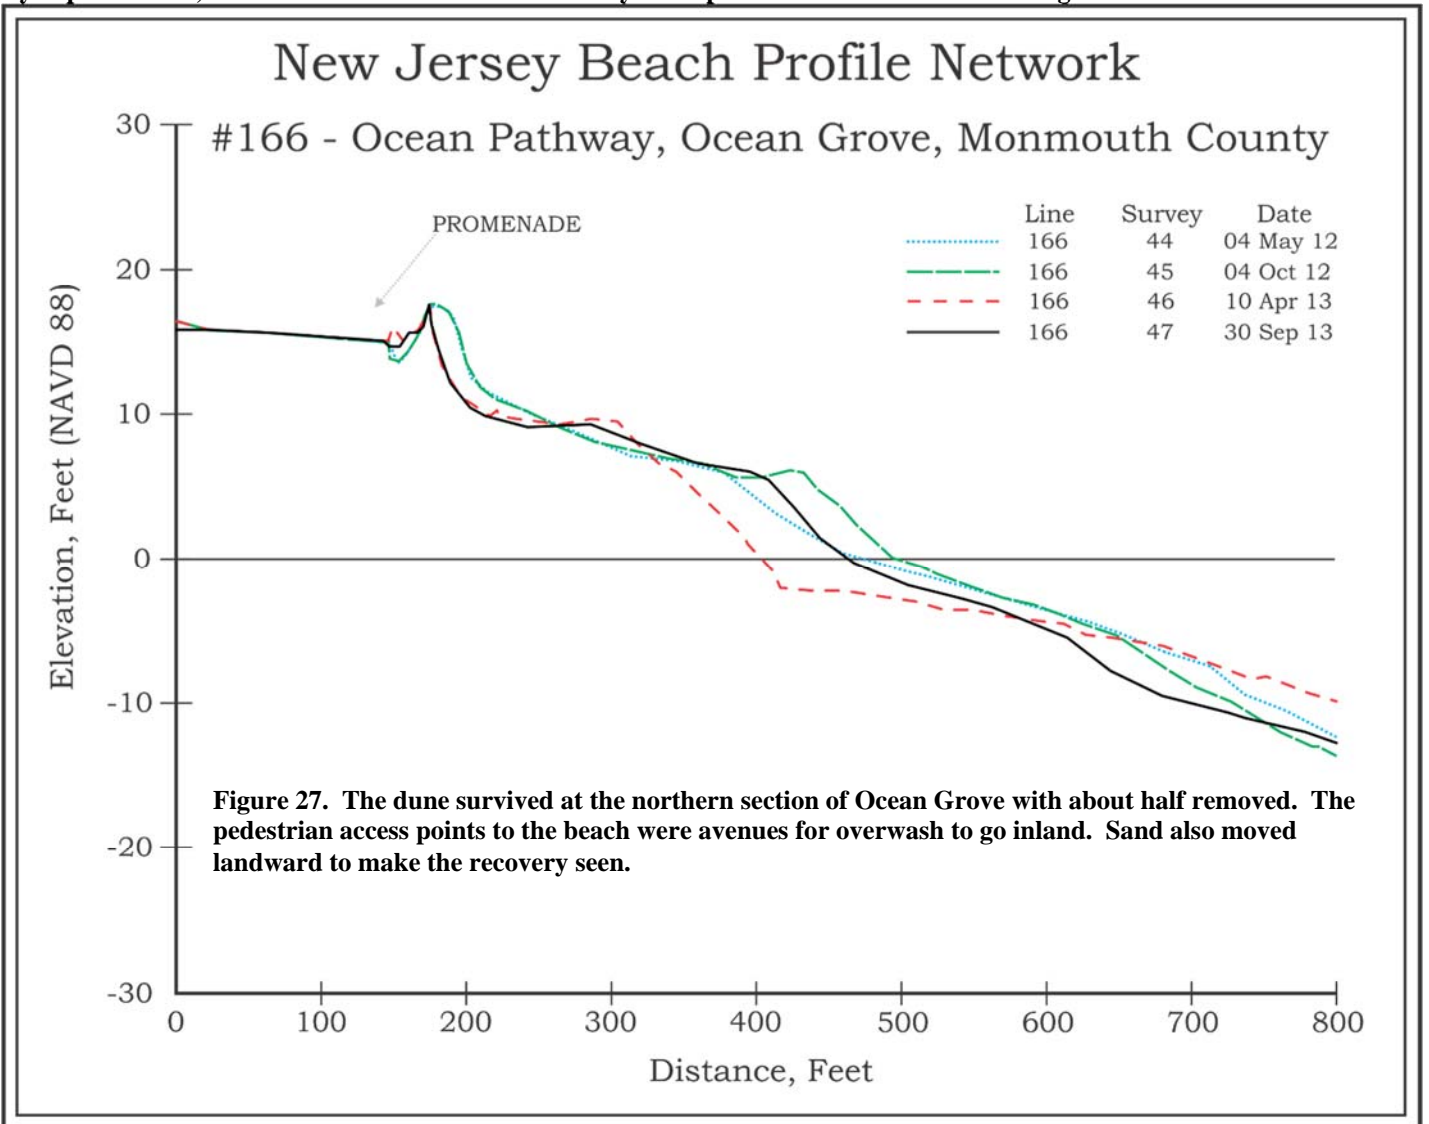 New Jersey Beach Profile Network
#166 - Ocean Pathway, Ocean Grove, Monmouth County
PROMENADE
Line Survey Date
166 44 04 May 12
166 45 04 Oct 12
166 46 10 Apr 13
166 47 30 Sep 13
Elevation, Feet (NAVD 88)
30
20
10
0
-10
-20
-30
Figure 27. The dune survived at the northern section of Ocean Grove with about half removed. The
pedestrian access points to the beach were avenues for overwash to go inland. Sand also moved
landward to make the recovery seen.
0 100 200 300 400 500 600 700 800
Distance, Feet